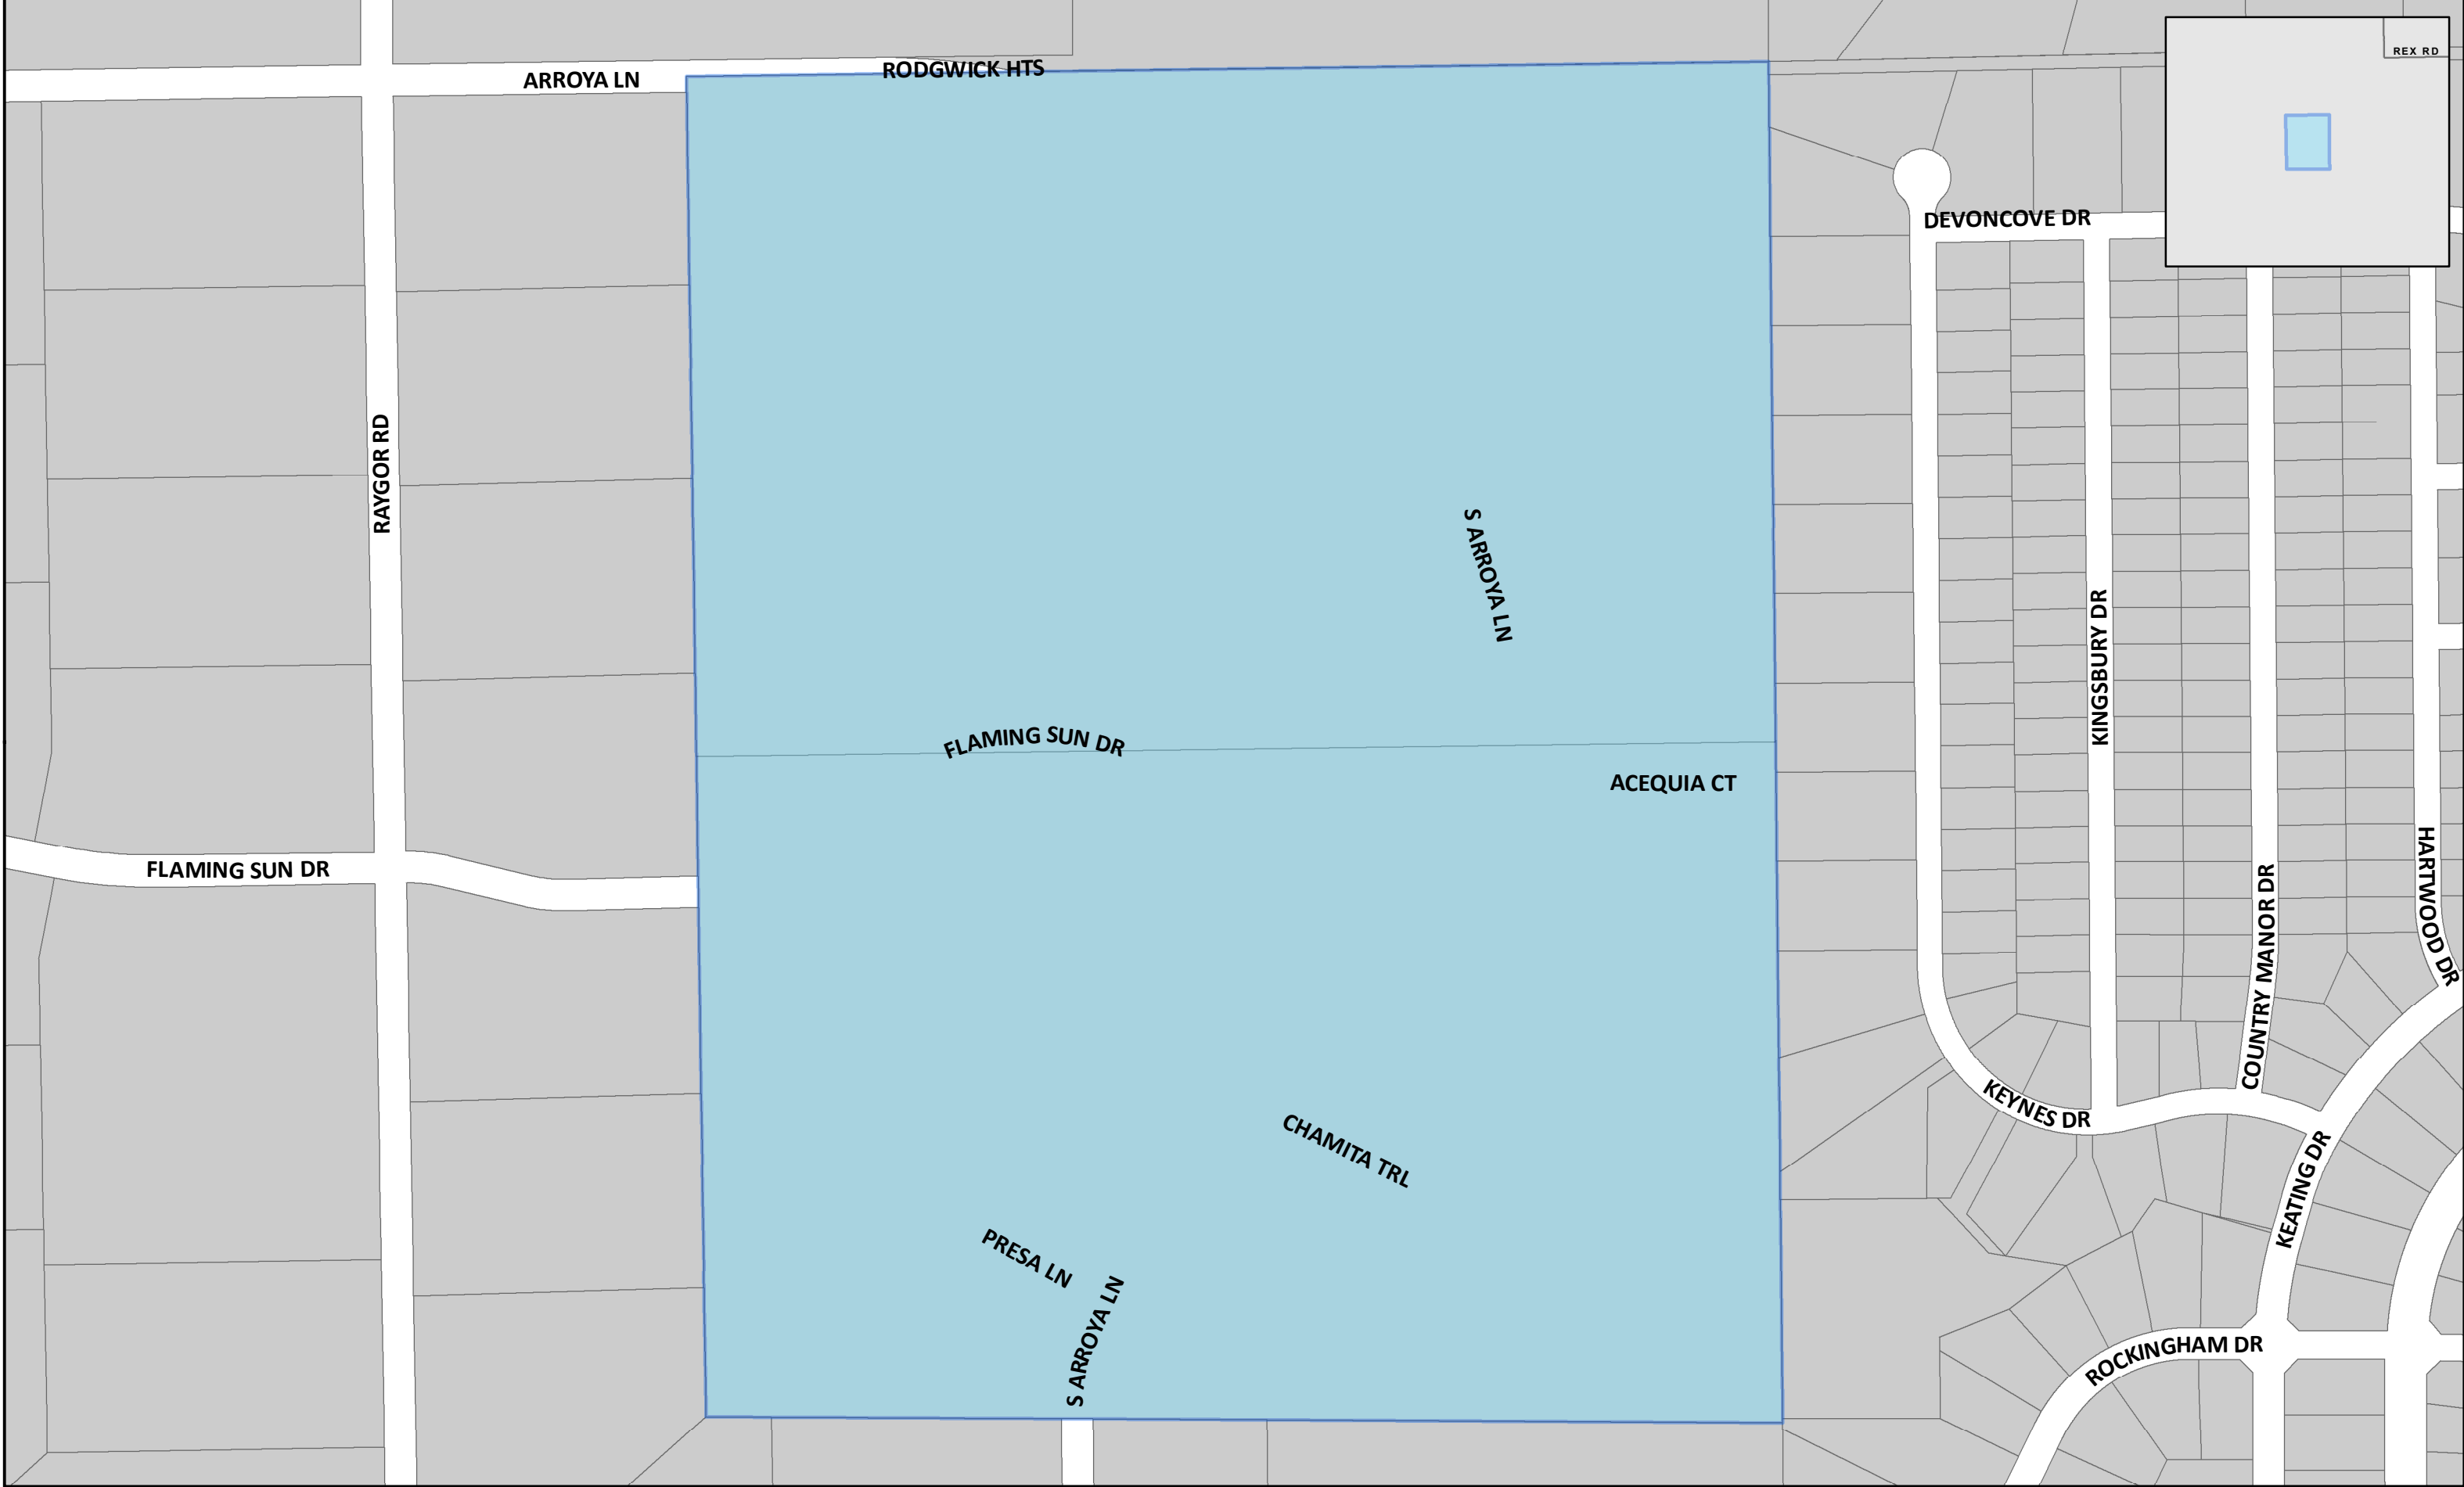 REX RD
ARROYA LN
RODGWICK HTS
DEVONCOVE DR
RAYGOR RD
S ARROYA LN
KINGSBURY DR
FLAMING SUN DR
ACEQUIA CT
FLAMING SUN DR
HARTWOOD DR
COUNTRY MANOR DR
KEYNES DR
CHAMITA TRL
KEATING DR
PRESA LN
S ARROYA LN
ROCKINGHAM DR